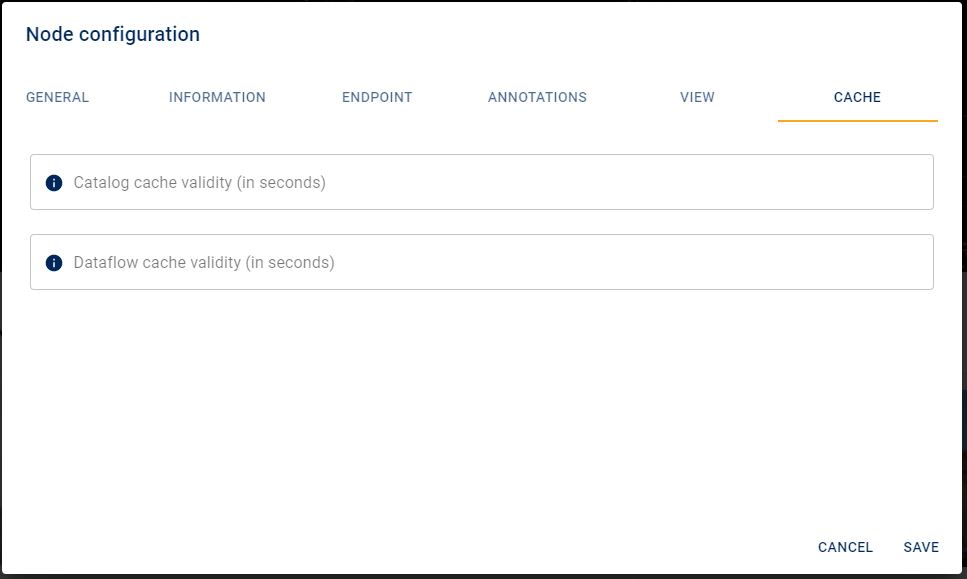 Node configuration
GENERAL INFORMATION ENDPOINT ANNOTATIONS VIEW CACHE
Catalog cache validity (in seconds)
Dataflow cache validity (in seconds)
CANCEL SAVE